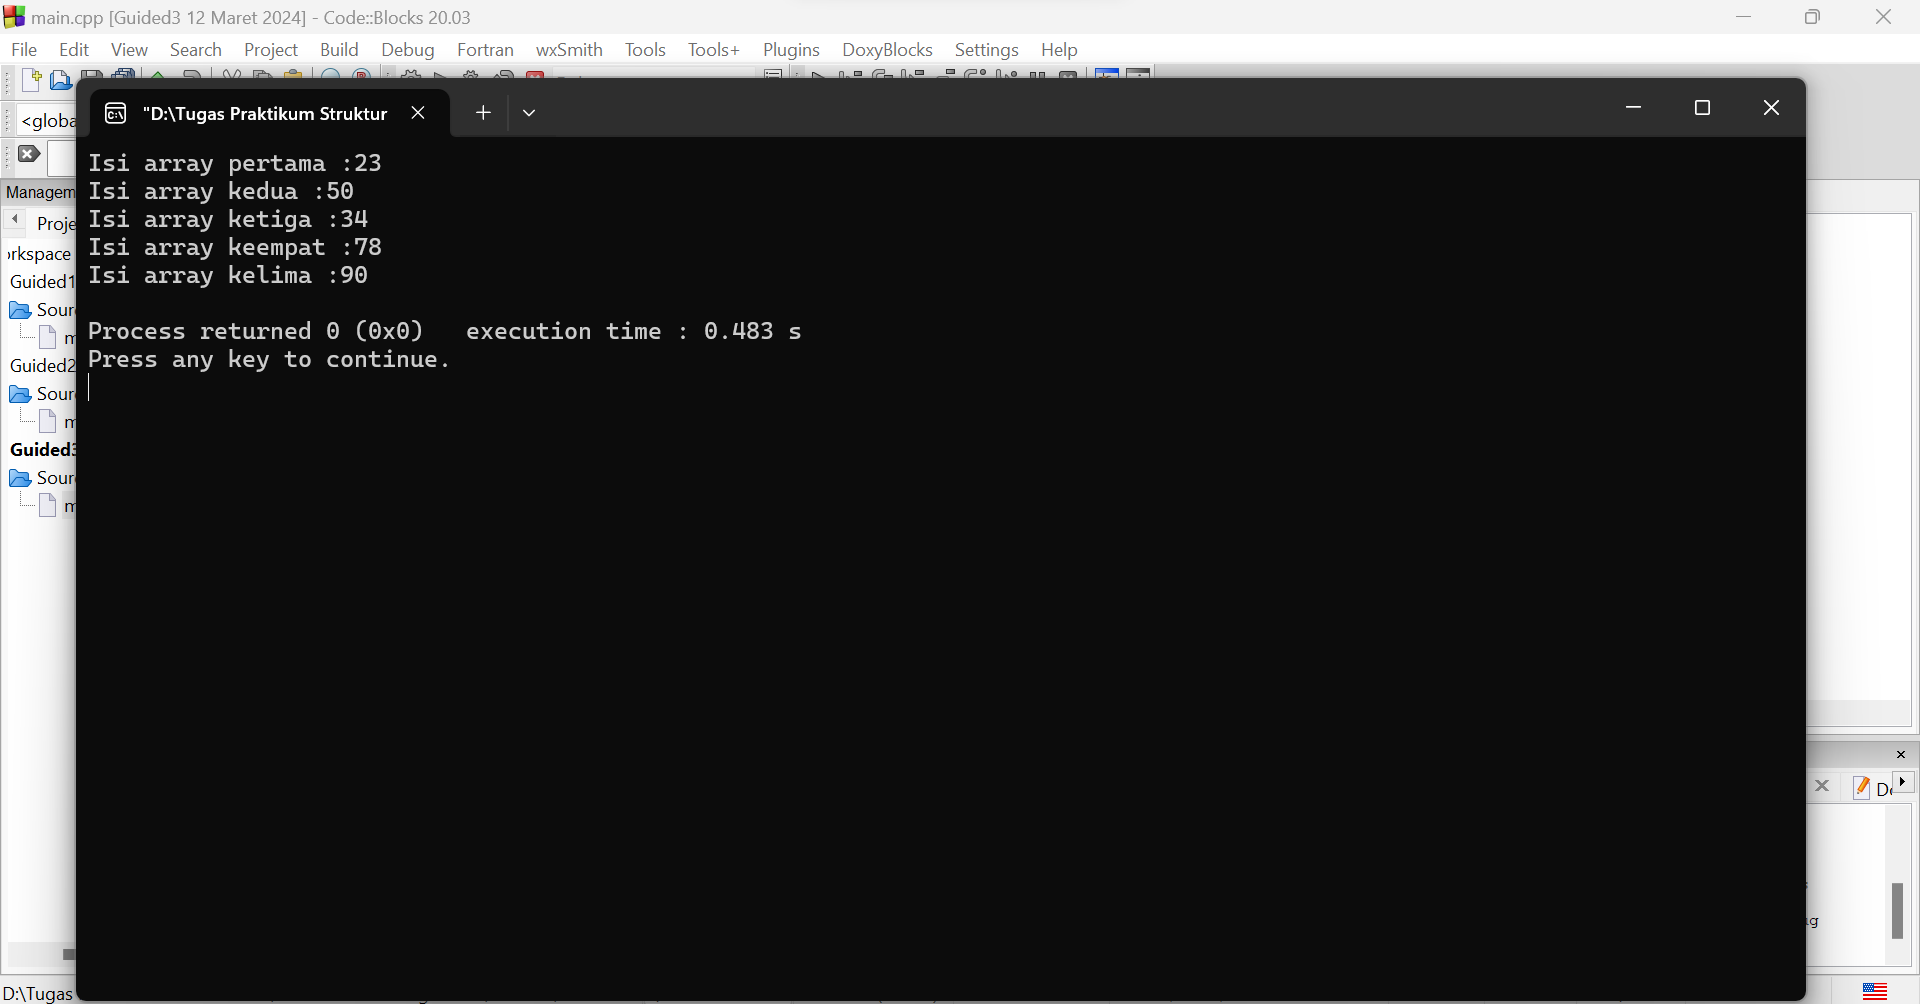 main.cpp [Guided3 12 Maret 2024] - Code::Blocks 20.03
File Edit View Search Project Build Debug Fortran wxSmith Tools Tools+ Plugins DoxyBlocks Settings Help
"D:\Tugas Praktikum Struktur
<globa
Isi array pertama :23
Isi array kedua :50
Isi array ketiga :34
Isi array keempat :78
Isi array kelima :90
Process returned 0 (0x0)   execution time : 0.483 s
Press any key to continue.
Managem
Proje
rkspace
Guided1
Sour
m
Guided2
Sour
m
Guided3
Sour
m
D:\Tugas